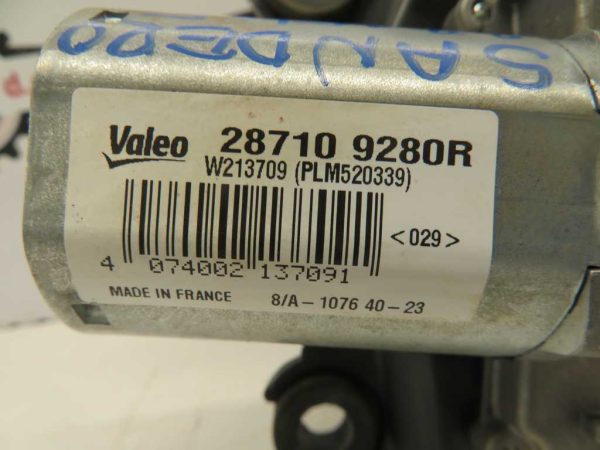 SANDERO
Valeo 28710 9280R
W213709 (PLM520339)
<029>
4 074002 137091
MADE IN FRANCE 8/A-1076 40-23